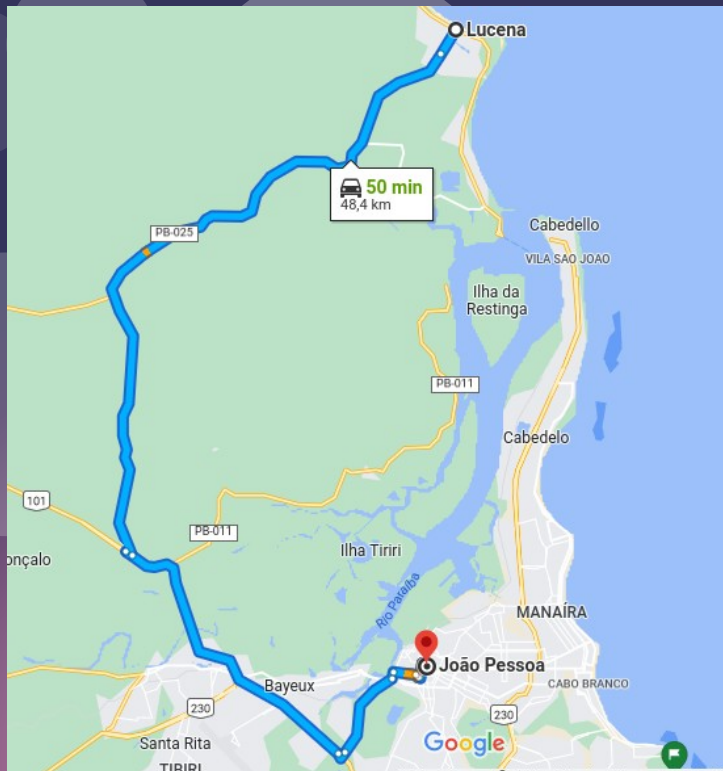 Lucena
50 min
48,4 km
PB-025
Cabedello
VILA SAO JOAO
Ilha da
Restinga
PB-011
Cabedelo
101
PB-011
onçalo
Ilha Tiriri
Rio Paraíba
MANAÍRA
João Pessoa
Bayeux
CABO BRANCO
230
230
Santa Rita
Google
TIBIRI